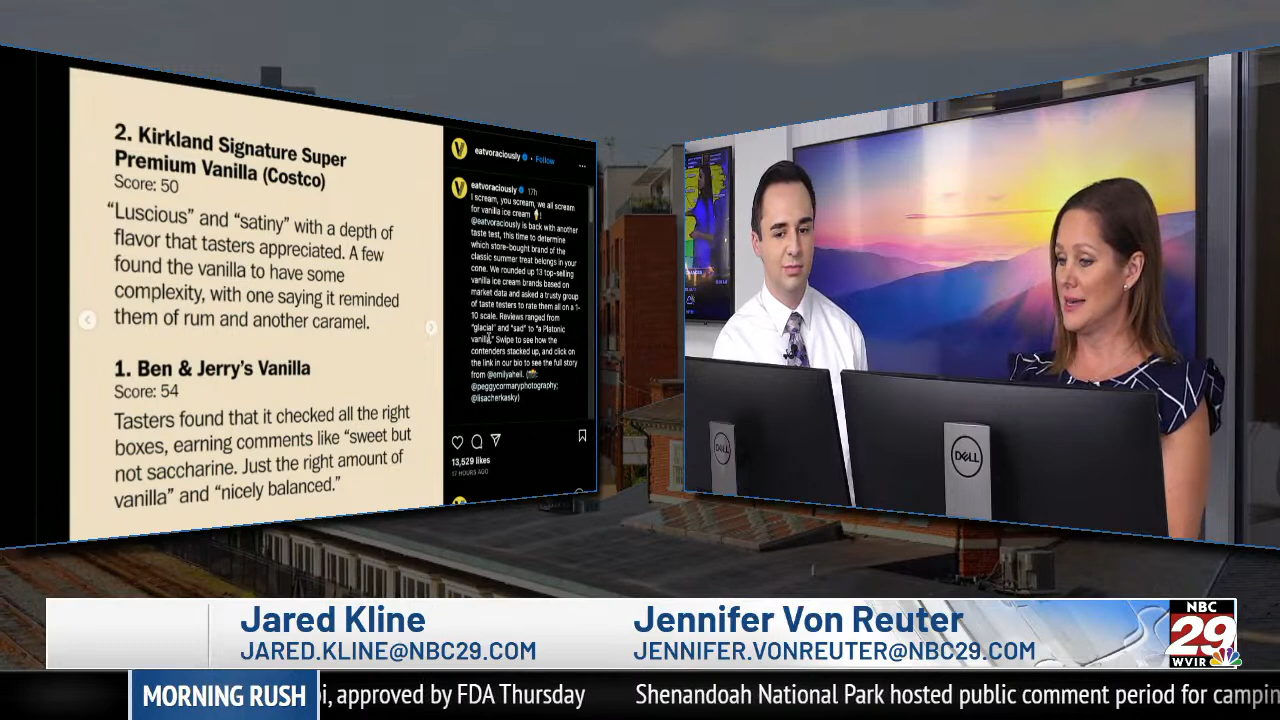 2. Kirkland Signature Super
Premium Vanilla (Costco)
Score: 50
“Luscious” and “satiny” with a depth of
flavor that tasters appreciated. A few
found the vanilla to have some
complexity, with one saying it reminded
them of rum and another caramel.
1. Ben & Jerry’s Vanilla
Score: 54
Tasters found that it checked all the right
boxes, earning comments like “sweet but
not saccharine. Just the right amount of
vanilla” and “nicely balanced.”
eatvoraciously • Follow
eatvoraciously 17h
I scream, you scream, we all scream
for vanilla ice cream 🍦!
@eatvoraciously is back with another
taste test, this time to determine
which store-bought brand of the
classic summer treat belongs in your
cone. We rounded up 13 top-selling
vanilla ice cream brands based on
market data and asked a trusty group
of taste testers to rate them all on a 1-
10 scale. Reviews ranged from
“glacial” and “sad” to “a Platonic
vanilla.” Swipe to see how the
contenders stacked up, and click on
the link in our bio to see the full story
from @emilyaheil. (📸:
@peggycormaryphotography;
@lisacherkasky)
13,529 likes
17 HOURS AGO
DELL
DELL
Jared Kline
JARED.KLINE@NBC29.COM
Jennifer Von Reuter
JENNIFER.VONREUTER@NBC29.COM
NBC
29
WVIR
MORNING RUSH
i, approved by FDA Thursday
Shenandoah National Park hosted public comment period for campin